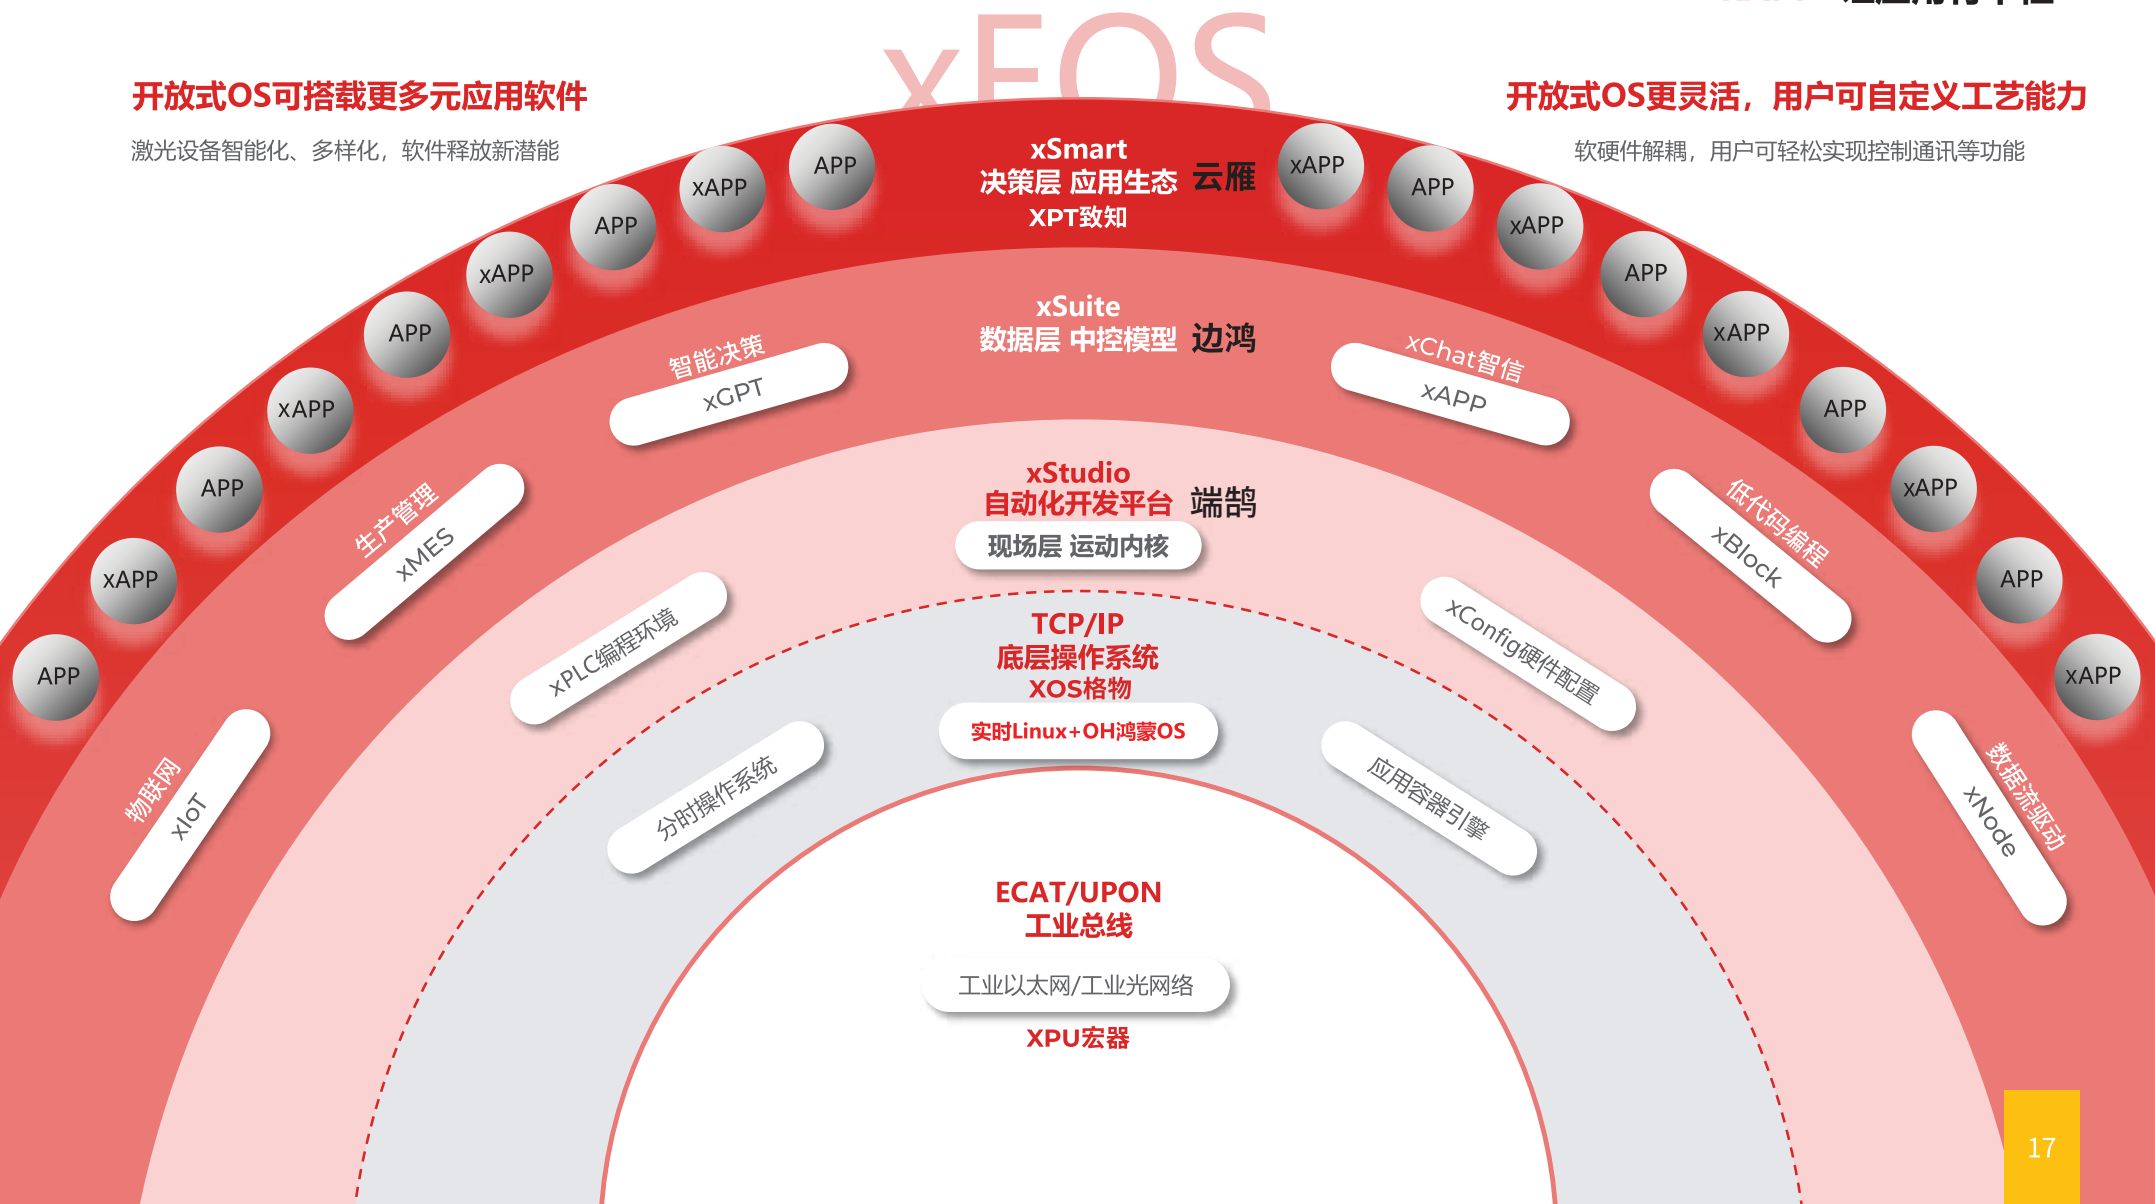 xEOS
开放式OS可搭载更多元应用软件
激光设备智能化、多样化，软件释放新潜能
开放式OS更灵活，用户可自定义工艺能力
软硬件解耦，用户可轻松实现控制通讯等功能
xSmart
决策层 应用生态 云雁
XPT致知
APP
xAPP
APP
xAPP
APP
xAPP
APP
xAPP
APP
xAPP
APP
xAPP
APP
xAPP
APP
xAPP
APP
xAPP
xSuite
数据层 中控模型 边鸿
物联网
xIoT
生产管理
xMES
智能决策
xGPT
xChat智信
xAPP
低代码编程
xBlock
数据流驱动
xNode
xStudio
自动化开发平台 端鹄
现场层 运动内核
xPLC编程环境
xConfig硬件配置
TCP/IP
底层操作系统
XOS格物
实时Linux+OH鸿蒙OS
分时操作系统
应用容器引擎
ECAT/UPON
工业总线
工业以太网/工业光网络
XPU宏器
17